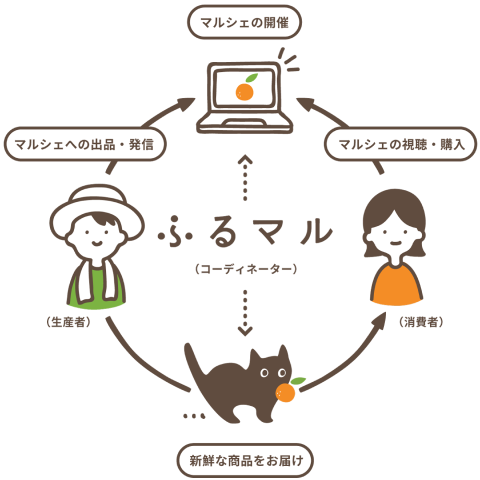 マルシェの開催
マルシェへの出品・発信
マルシェの視聴・購入
ふるマル
（コーディネーター）
（生産者）
（消費者）
新鮮な商品をお届け